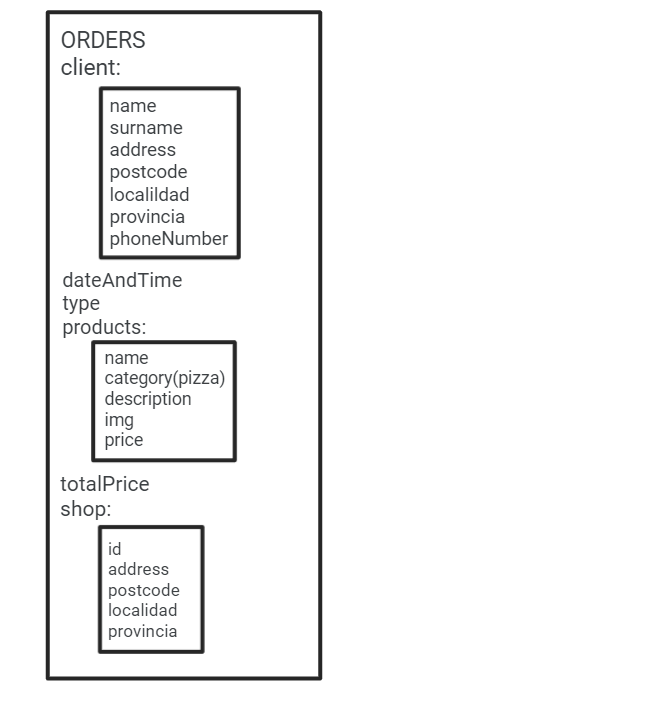 ORDERS
client:
name
surname
address
postcode
localildad
provincia
phoneNumber
dateAndTime
type
products:
name
category(pizza)
description
img
price
totalPrice
shop:
id
address
postcode
localidad
provincia